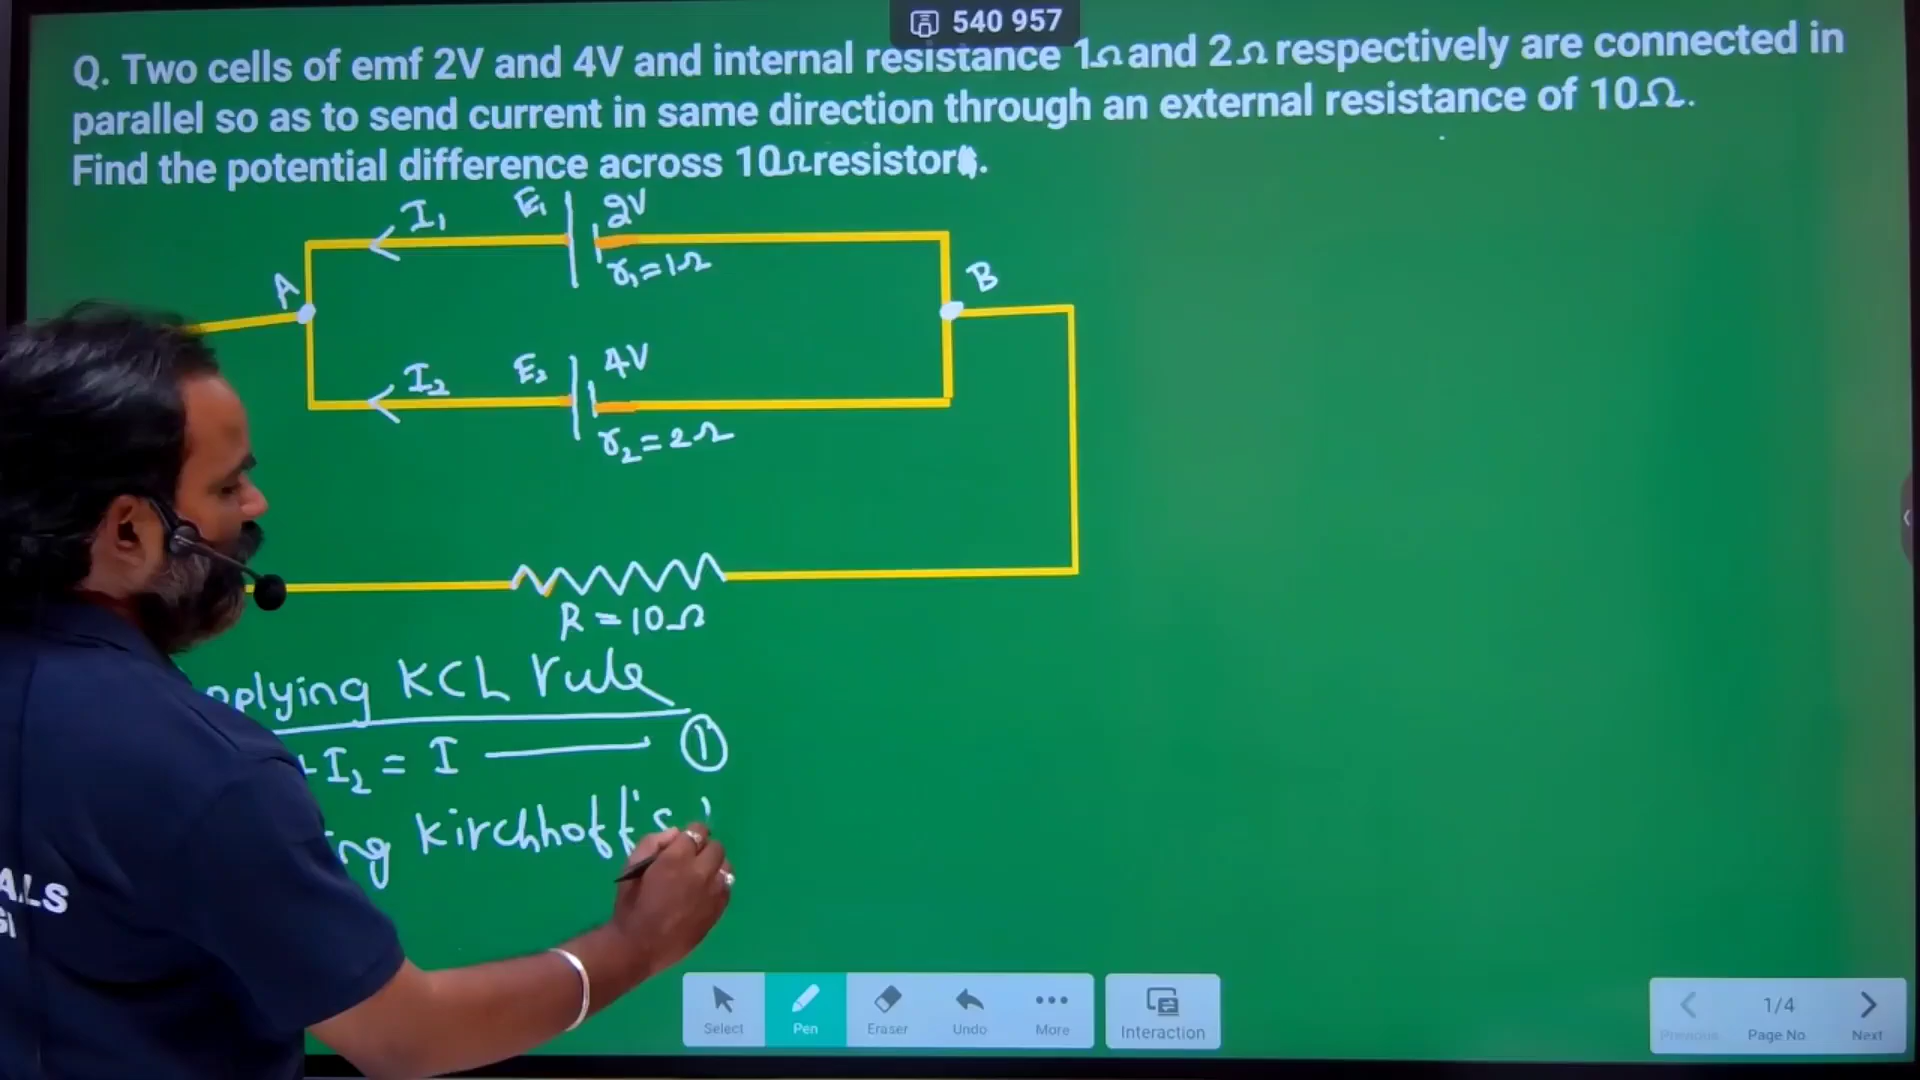 540 957
Q. Two cells of emf 2V and 4V and internal resistance 1Ω and 2Ω respectively are connected in
parallel so as to send current in same direction through an external resistance of 10Ω.
Find the potential difference across 10Ω resistor.
I₁ E₁ 2V
r₁=1Ω
A B
I₂ E₂ 4V
r₂=2Ω
R=10Ω
pplying KCL rule
+I₂ = I ——— ①
ng Kirchhoff's
ALS
Select Pen Eraser Undo More Interaction
Previous 1/4 Page No Next